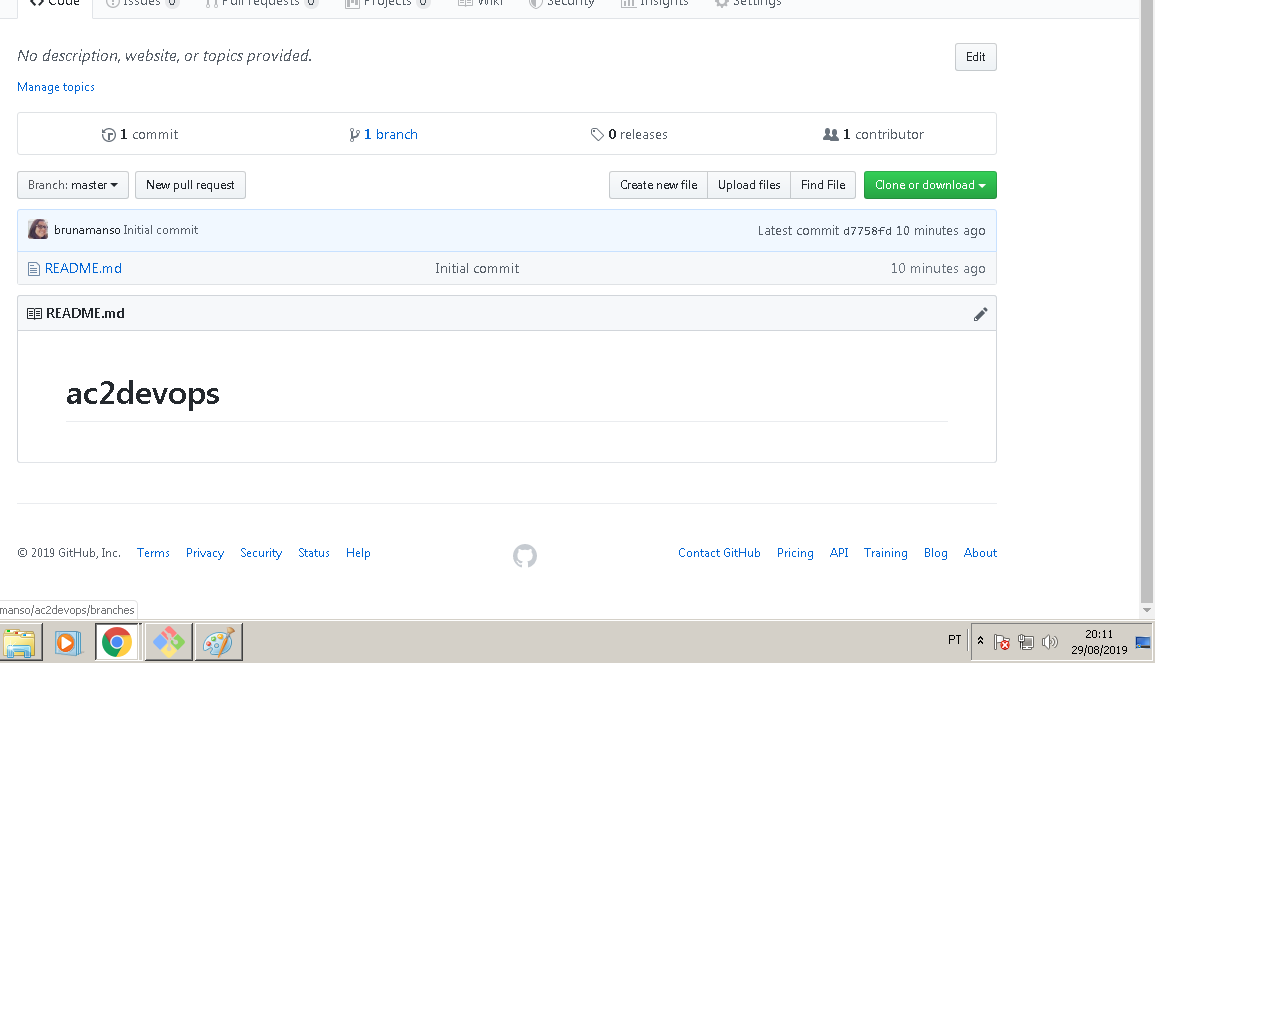 Code Issues 0 Pull requests 0 Projects 0 Wiki Security Insights Settings
No description, website, or topics provided. Edit
Manage topics
1 commit 1 branch 0 releases 1 contributor
Branch: master New pull request Create new file Upload files Find File Clone or download
brunamanso Initial commit Latest commit d7758fd 10 minutes ago
README.md Initial commit 10 minutes ago
README.md
ac2devops
© 2019 GitHub, Inc. Terms Privacy Security Status Help Contact GitHub Pricing API Training Blog About
manso/ac2devops/branches
PT 20:11
29/08/2019